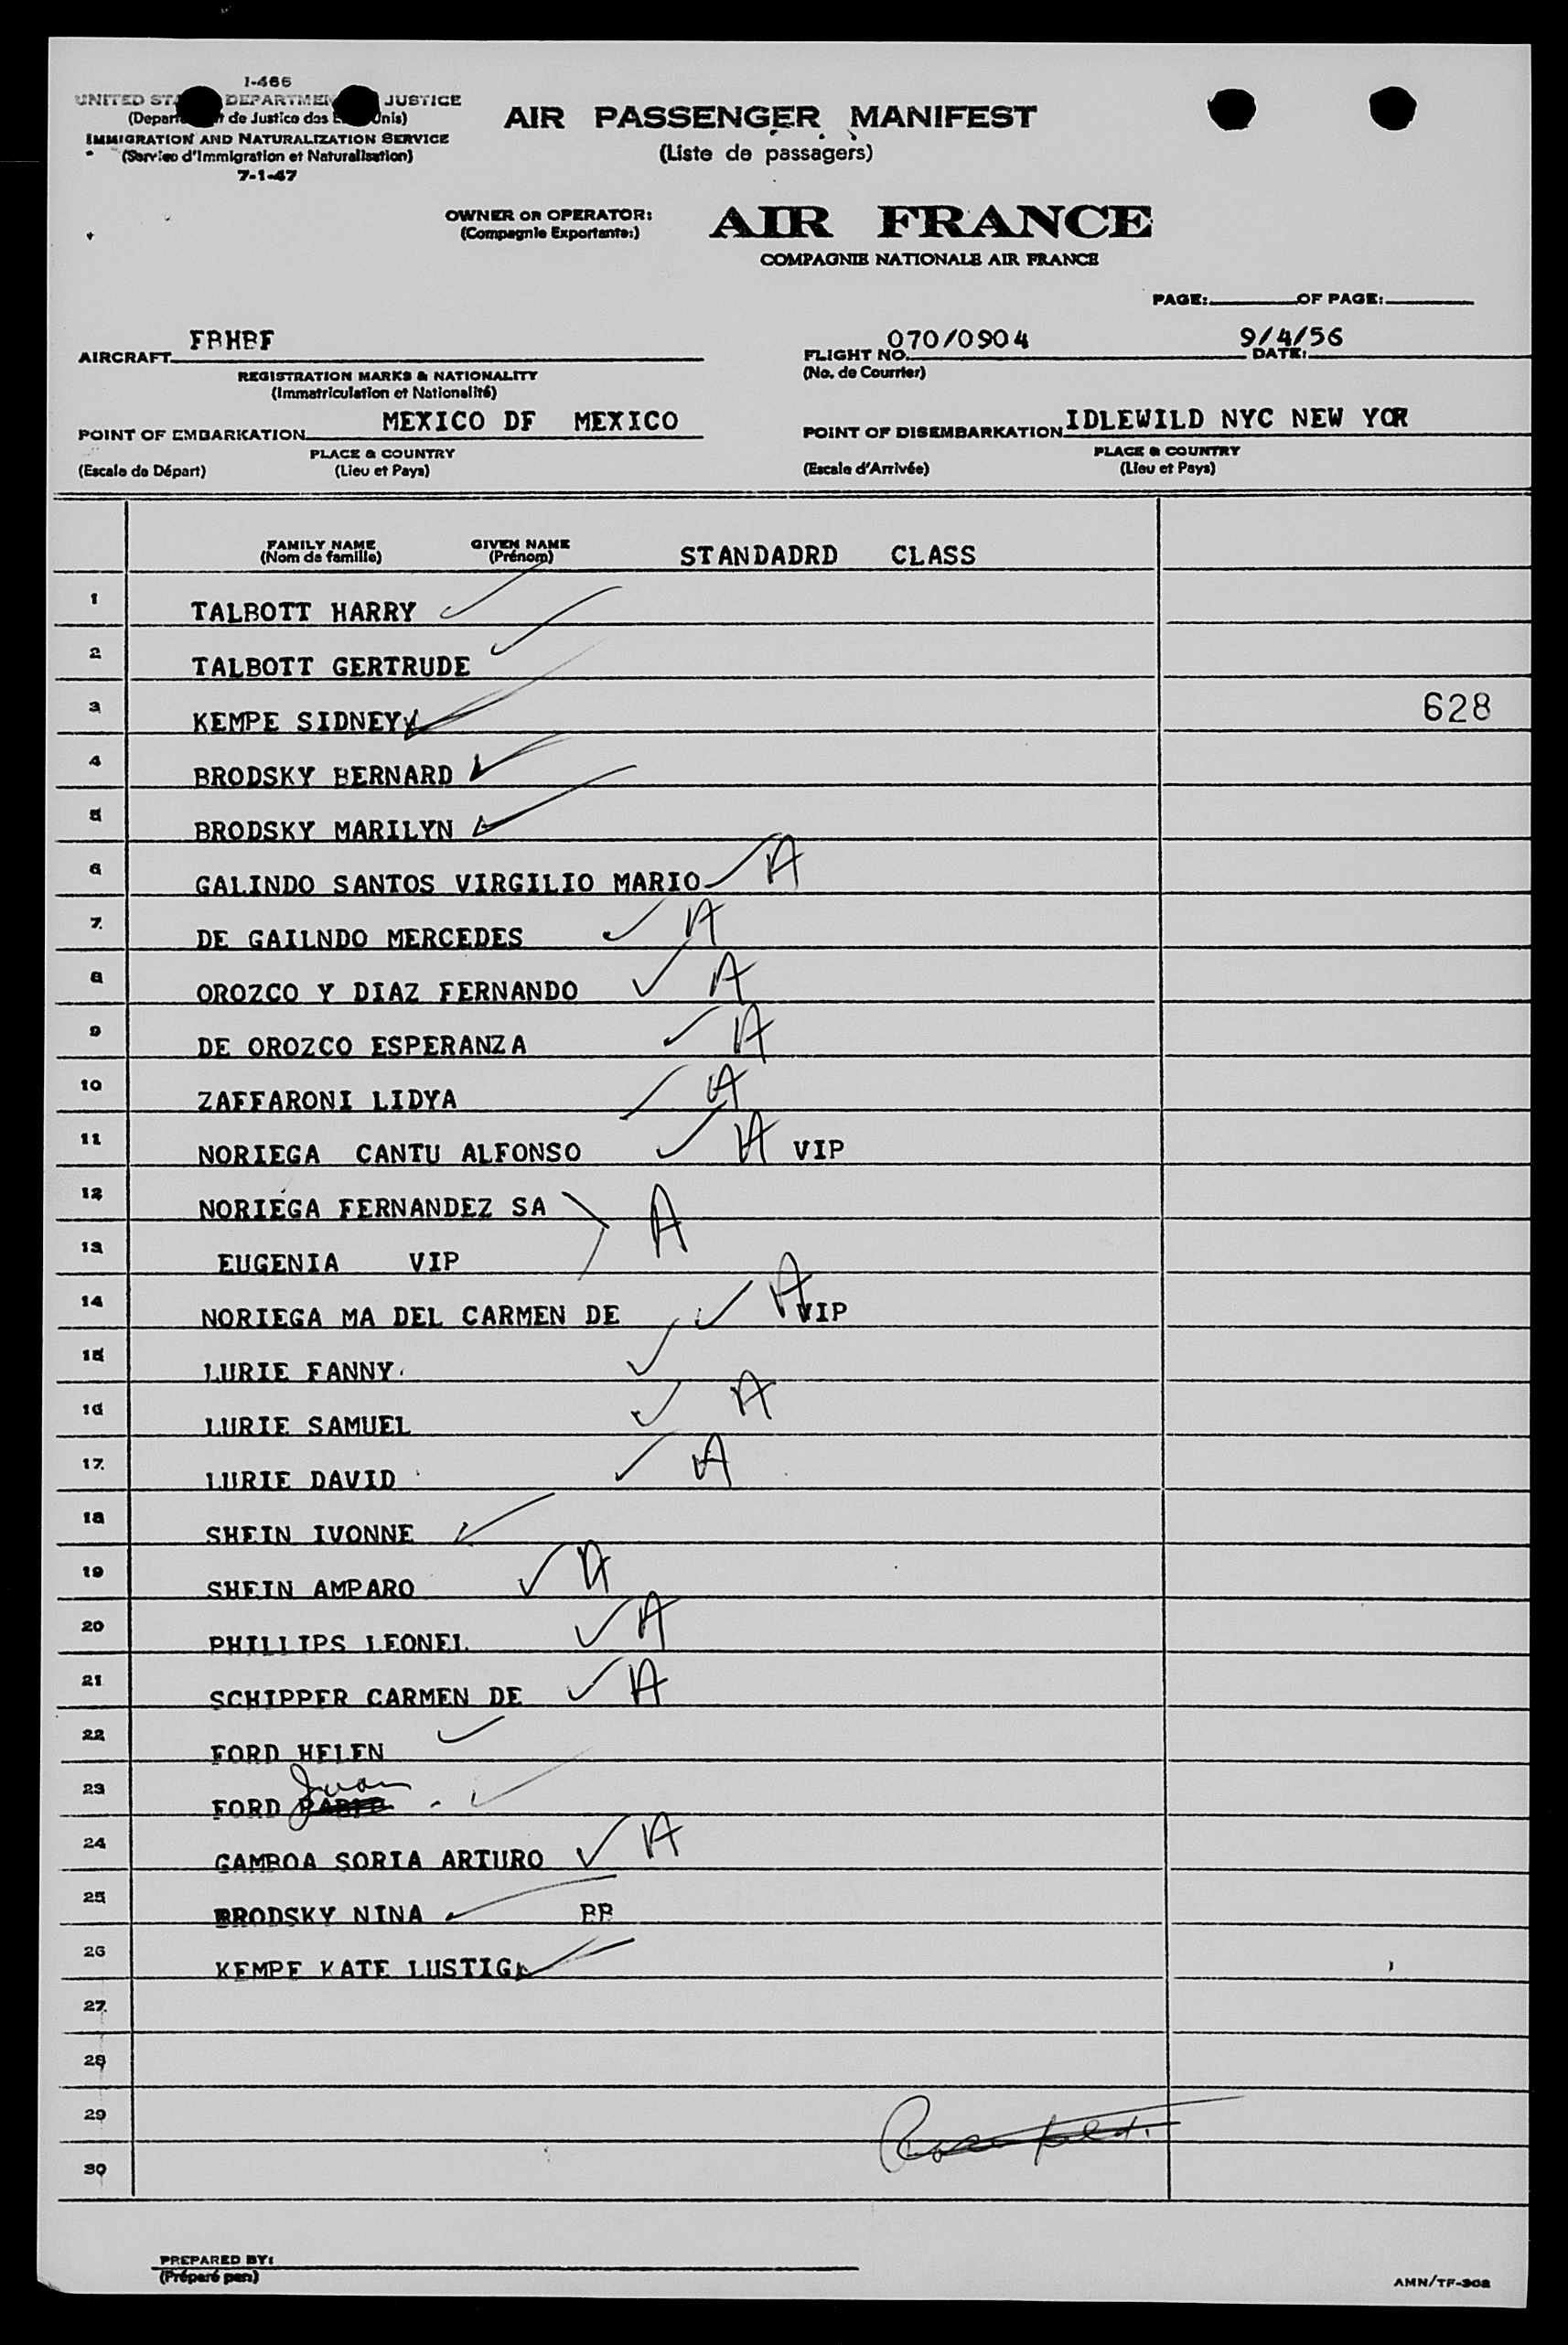 I-466
UNITED DEPARTMENT JUSTICE
de Justice des Unis)
IMMIGRATION AND NATURALIZATION SERVICE
(Service d'Immigration et Naturalisation)
7-1-47
AIR PASSENGER MANIFEST
(Liste de passagers)
OWNER OR OPERATOR:
(Compagnie Exportante:)
AIR FRANCE
COMPAGNIE NATIONALE AIR FRANCE
PAGE: OF PAGE:
AIRCRAFT FBHBF
REGISTRATION MARKS & NATIONALITY
(Immatriculation et Nationalité)
FLIGHT NO. 070/0904 DATE: 9/4/56
(No. de Courrier)
POINT OF EMBARKATION MEXICO DF MEXICO
PLACE & COUNTRY
(Escale de Départ) (Lieu et Pays)
POINT OF DISEMBARKATION IDLEWILD NYC NEW YOR
PLACE & COUNTRY
(Escale d'Arrivée) (Lieu et Pays)
FAMILY NAME GIVEN NAME
(Nom de famille) (Prénom) STANDADRD CLASS
1 TALBOTT HARRY
2 TALBOTT GERTRUDE
3 KEMPE SIDNEY 628
4 BRODSKY BERNARD
5 BRODSKY MARILYN
6 GALINDO SANTOS VIRGILIO MARIO A
7 DE GAILNDO MERCEDES A
8 OROZCO Y DIAZ FERNANDO A
9 DE OROZCO ESPERANZA A
10 ZAFFARONI LIDYA A
11 NORIEGA CANTU ALFONSO A VIP
12 NORIEGA FERNANDEZ SA A
13 EUGENIA VIP
14 NORIEGA MA DEL CARMEN DE A VIP
15 LURIE FANNY
16 LURIE SAMUEL A
17 LURIE DAVID A
18 SHEIN IVONNE
19 SHEIN AMPARO A
20 PHILLIPS LEONEL A
21 SCHIPPER CARMEN DE A
22 FORD HELEN
23 FORD Juan
24 GAMBOA SORIA ARTURO A
25 BRODSKY NINA BB
26 KEMPE KATE LUSTIG
27
28
29
30
PREPARED BY:
(Préparé par)
AMN/TF-302